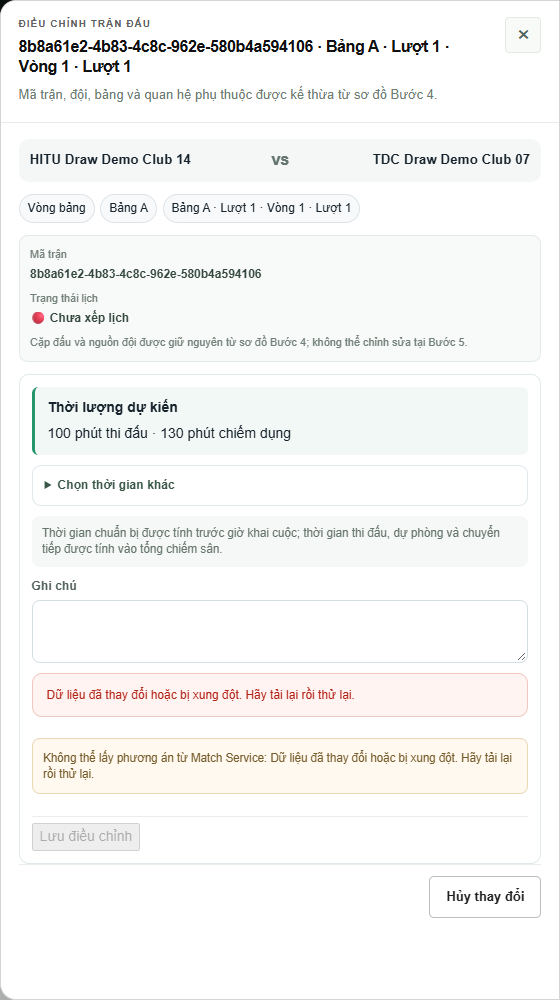 ĐIỀU CHỈNH TRẬN ĐẤU
8b8a61e2-4b83-4c8c-962e-580b4a594106 · Bảng A · Lượt 1 ·
Vòng 1 · Lượt 1
Mã trận, đội, bảng và quan hệ phụ thuộc được kế thừa từ sơ đồ Bước 4.
×
HITU Draw Demo Club 14
vs
TDC Draw Demo Club 07
Vòng bảng
Bảng A
Bảng A · Lượt 1 · Vòng 1 · Lượt 1
Mã trận
8b8a61e2-4b83-4c8c-962e-580b4a594106
Trạng thái lịch
Chưa xếp lịch
Cặp đấu và nguồn đội được giữ nguyên từ sơ đồ Bước 4; không thể chỉnh sửa tại Bước 5.
Thời lượng dự kiến
100 phút thi đấu · 130 phút chiếm dụng
Chọn thời gian khác
Thời gian chuẩn bị được tính trước giờ khai cuộc; thời gian thi đấu, dự phòng và chuyển
tiếp được tính vào tổng chiếm sân.
Ghi chú
Dữ liệu đã thay đổi hoặc bị xung đột. Hãy tải lại rồi thử lại.
Không thể lấy phương án từ Match Service: Dữ liệu đã thay đổi hoặc bị xung đột. Hãy tải lại
rồi thử lại.
Lưu điều chỉnh
Hủy thay đổi